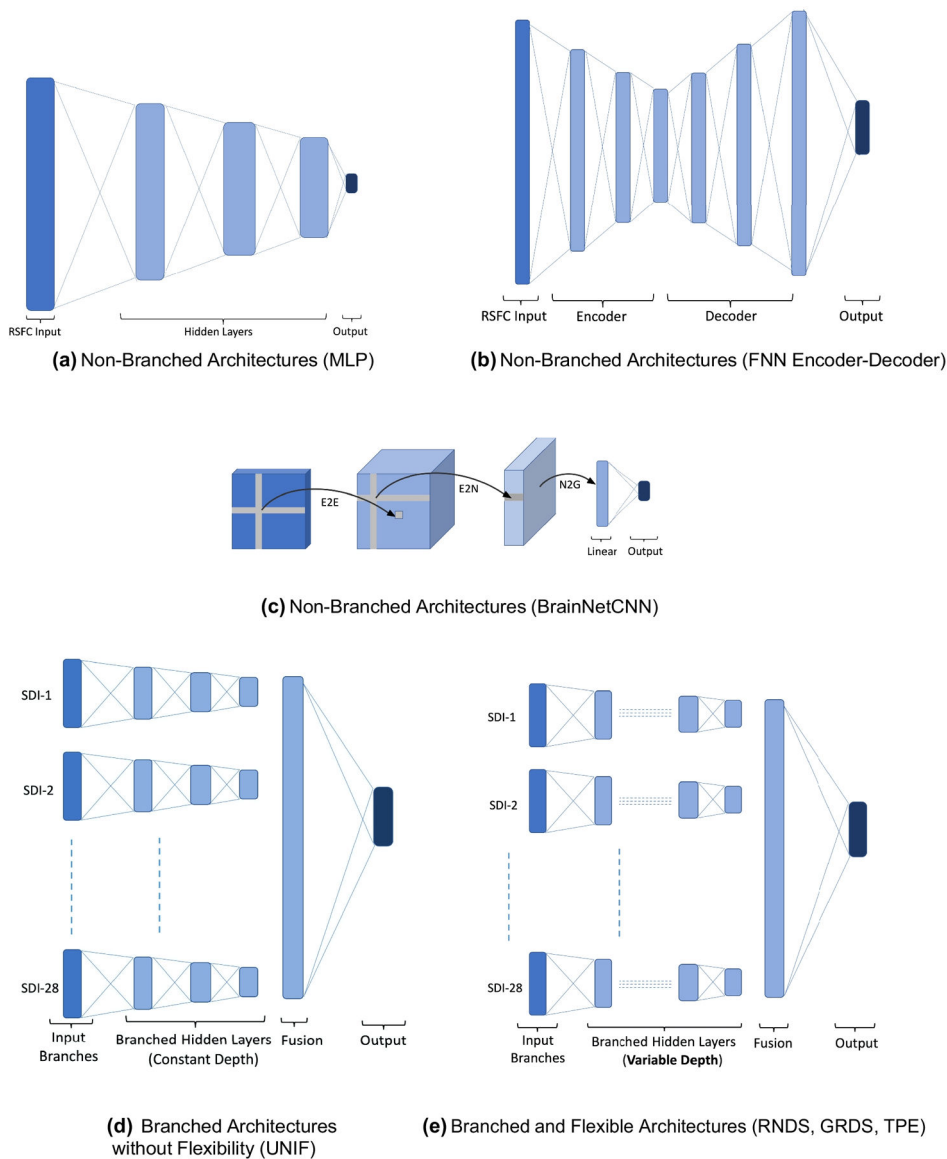 RSFC Input
Hidden Layers
Output
(a) Non-Branched Architectures (MLP)
RSFC Input
Encoder
Decoder
Output
(b) Non-Branched Architectures (FNN Encoder-Decoder)
E2E
E2N
N2G
Linear
Output
(c) Non-Branched Architectures (BrainNetCNN)
SDI-1
SDI-2
SDI-28
Input
Branches
Branched Hidden Layers
(Constant Depth)
Fusion
Output
(d) Branched Architectures
without Flexibility (UNIF)
SDI-1
SDI-2
SDI-28
Input
Branches
Branched Hidden Layers
(Variable Depth)
Fusion
Output
(e) Branched and Flexible Architectures (RNDS, GRDS, TPE)